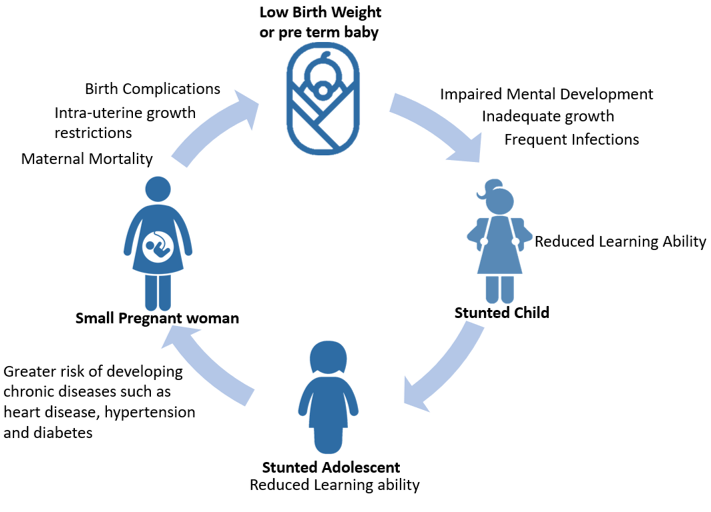 Low Birth Weight
or pre term baby
Birth Complications
Intra-uterine growth
restrictions
Maternal Mortality
Impaired Mental Development
Inadequate growth
Frequent Infections
Reduced Learning Ability
Stunted Child
Small Pregnant woman
Greater risk of developing
chronic diseases such as
heart disease, hypertension
and diabetes
Stunted Adolescent
Reduced Learning ability